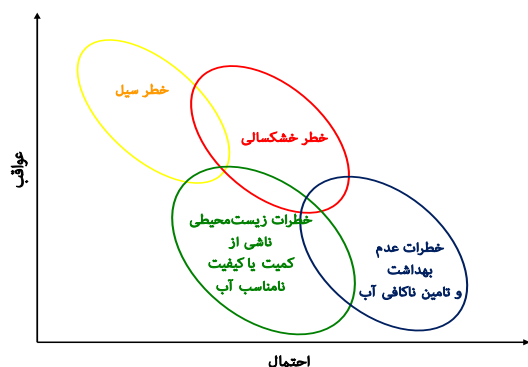 خطر سیل
خطر خشکسالی
عواقب
خطرات زیست‌محیطی
ناشی از
کمیت یا کیفیت
نامناسب آب
خطرات عدم
بهداشت
و تامین ناکافی آب
احتمال